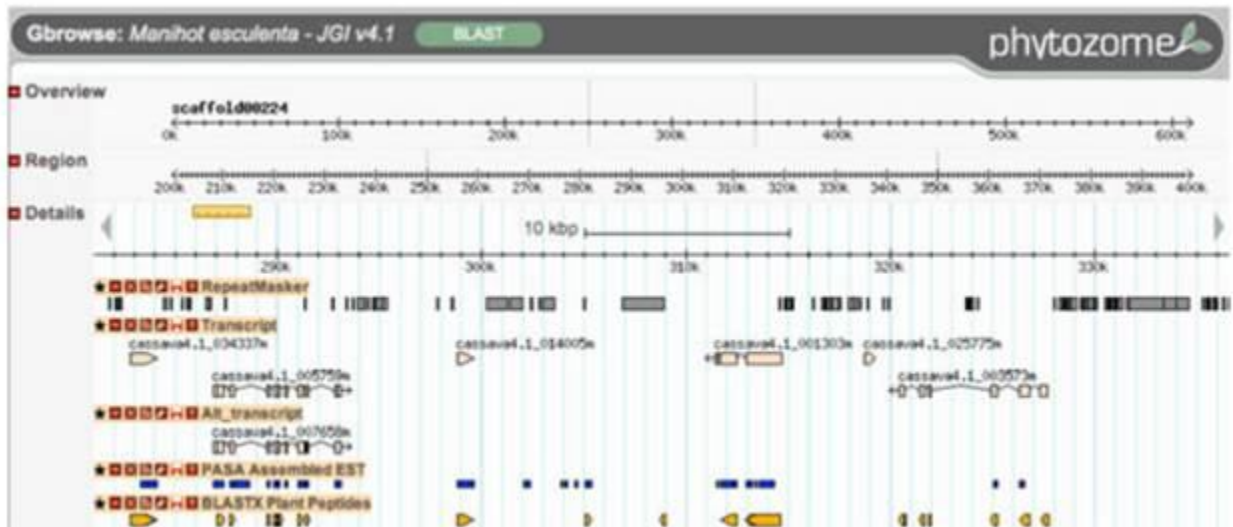 Gbrowse: Manihot esculenta - JGI v4.1 BLAST
phytozome
Overview
scaffold00224
0k 100k 200k 300k 400k 500k 600k
Region
200k 210k 220k 230k 240k 250k 260k 270k 280k 290k 300k 310k 320k 330k 340k 350k 360k 370k 380k 390k 400k
Details
10 kbp
290k 300k 310k 320k 330k
RepeatMasker
Transcript
cassava4.1_034337m cassava4.1_014005m cassava4.1_001303m cassava4.1_025775m
cassava4.1_005759m cassava4.1_003573m
Alt_transcript
cassava4.1_007658m
PASA Assembled EST
BLASTX Plant Peptides